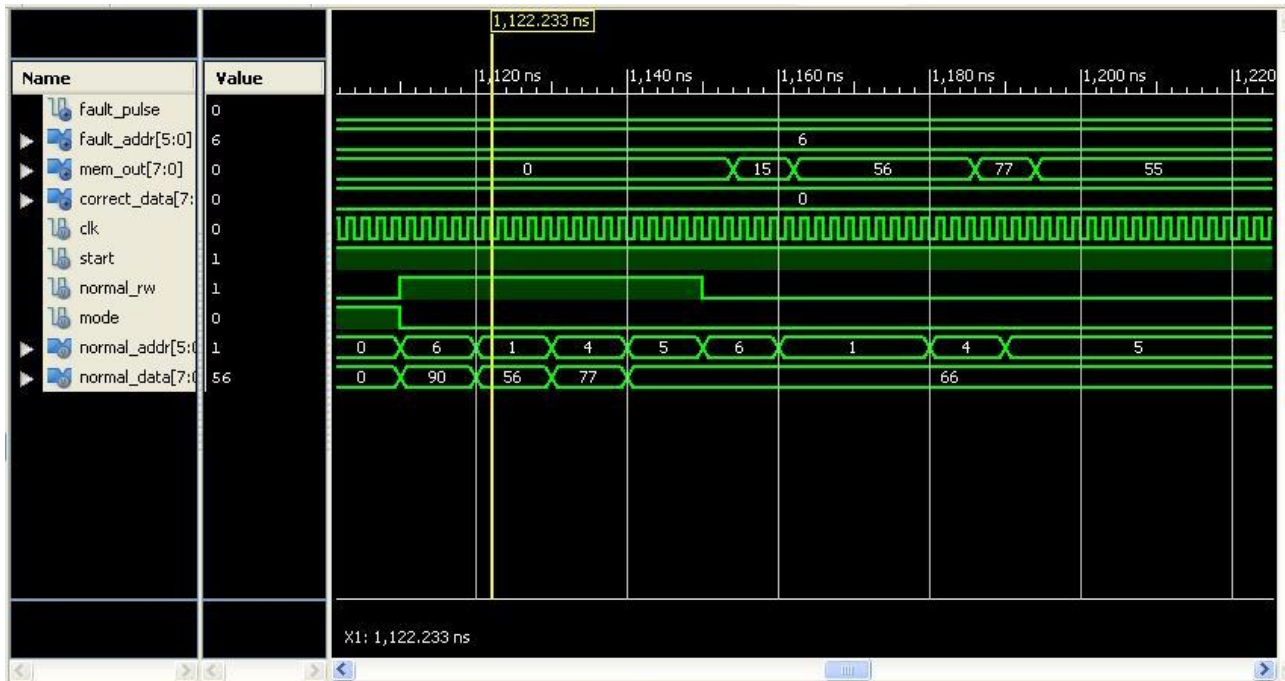 1,122.233 ns
Name Value 1,120 ns 1,140 ns 1,160 ns 1,180 ns 1,200 ns 1,220
fault_pulse 0
fault_addr[5:0] 6 6
mem_out[7:0] 0 0 15 56 77 55
correct_data[7: 0 0
clk 0
start 1
normal_rw 1
mode 0
normal_addr[5:0 1 0 6 1 4 5 6 1 4 5
normal_data[7:0 56 0 90 56 77 66
X1: 1,122.233 ns